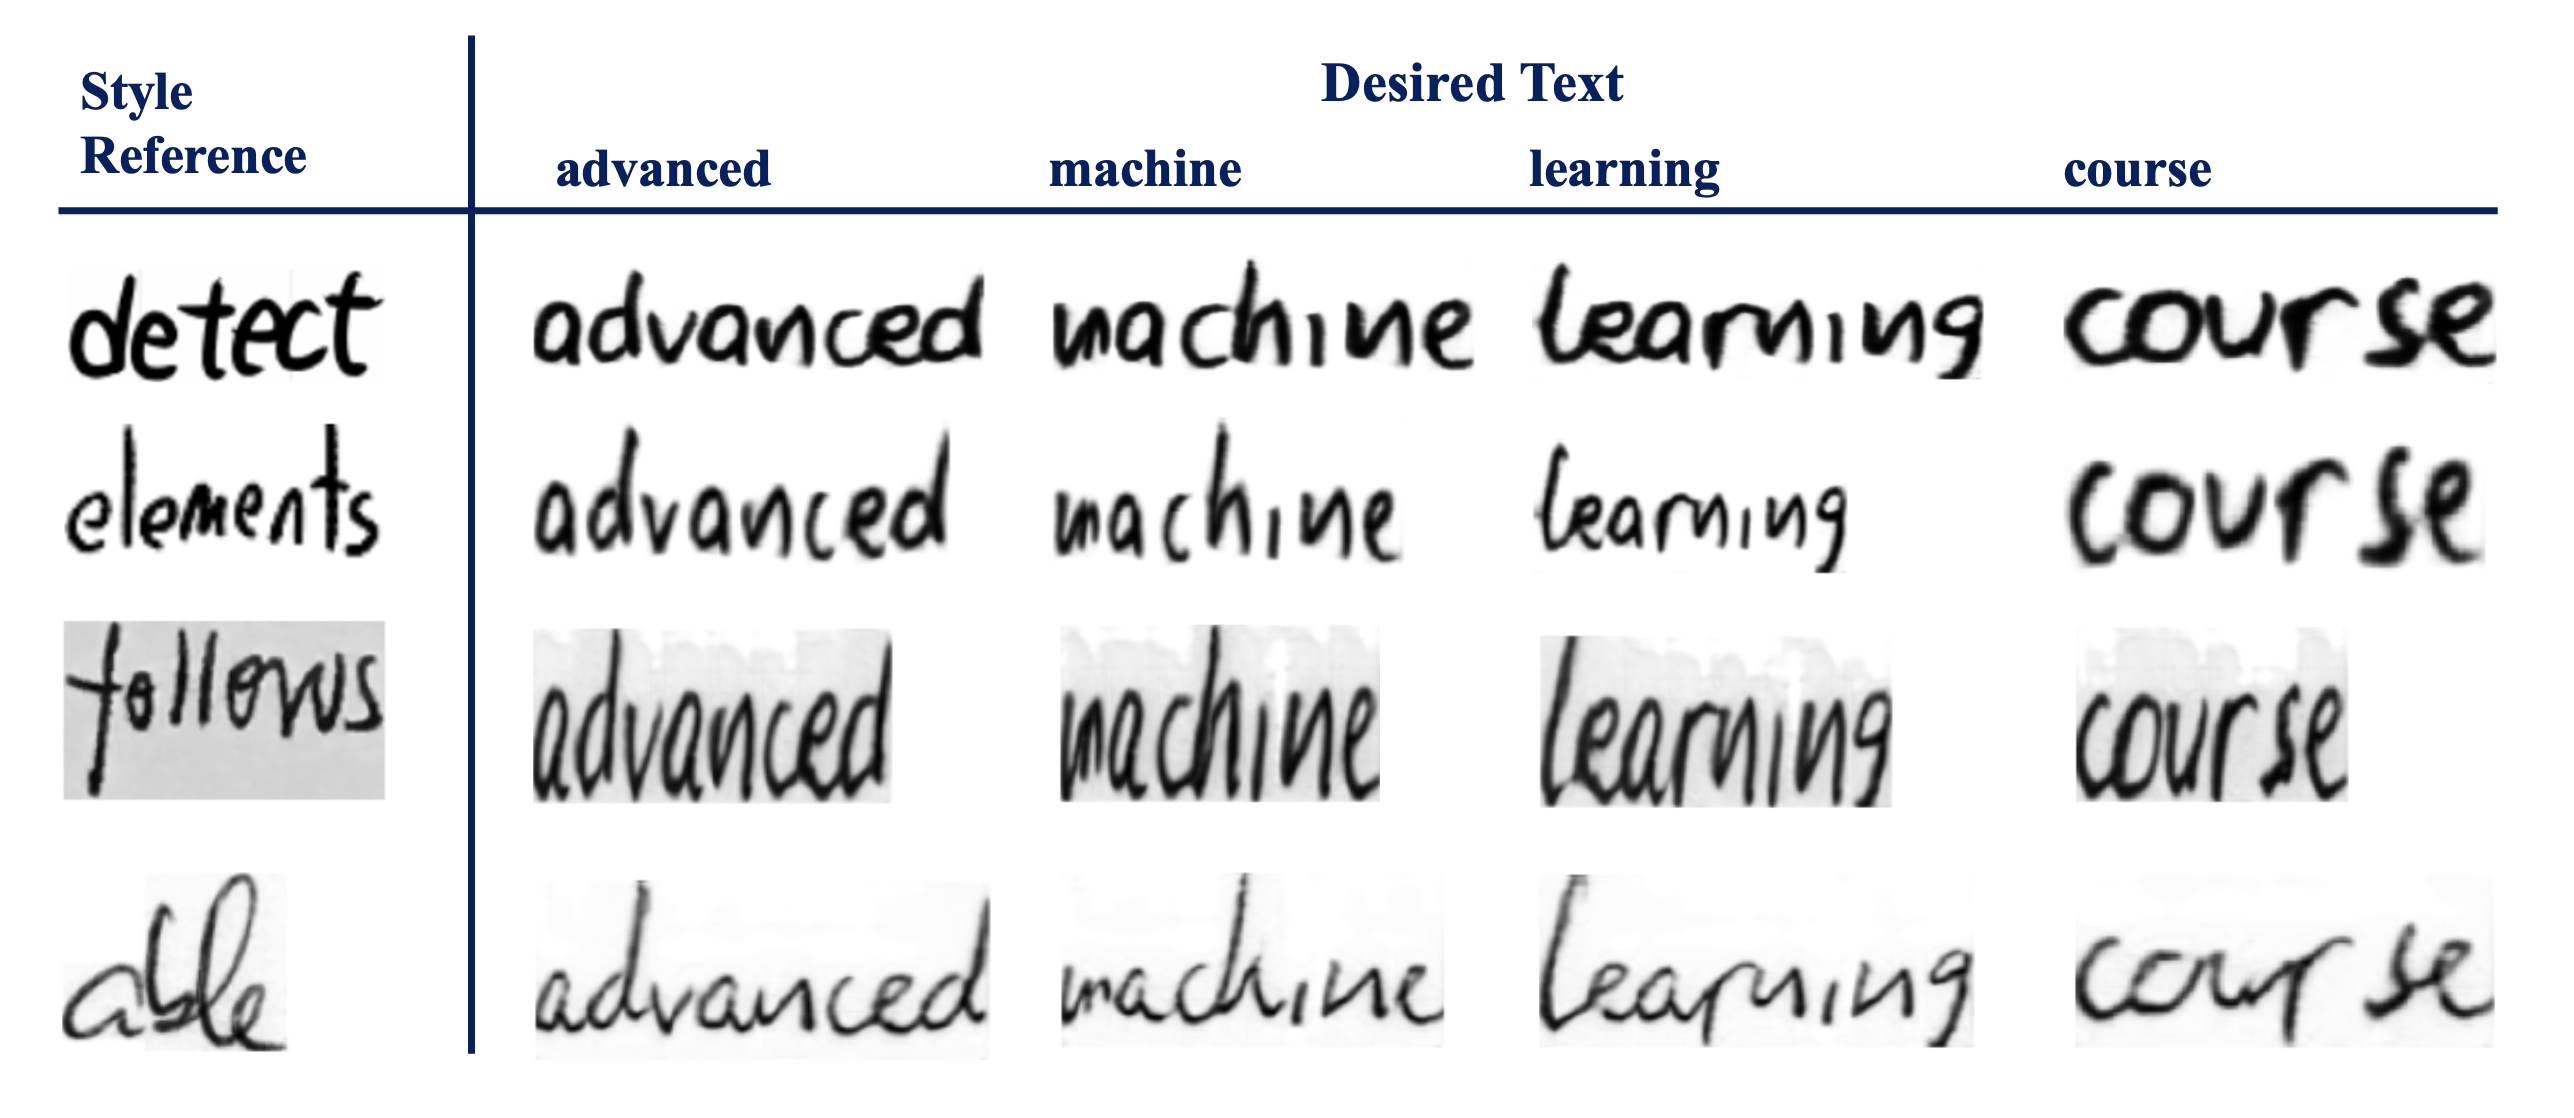 Style Reference
Desired Text
advanced machine learning course
detect advanced machine learning course
elements advanced machine learning course
follows advanced machine learning course
able advanced machine learning course